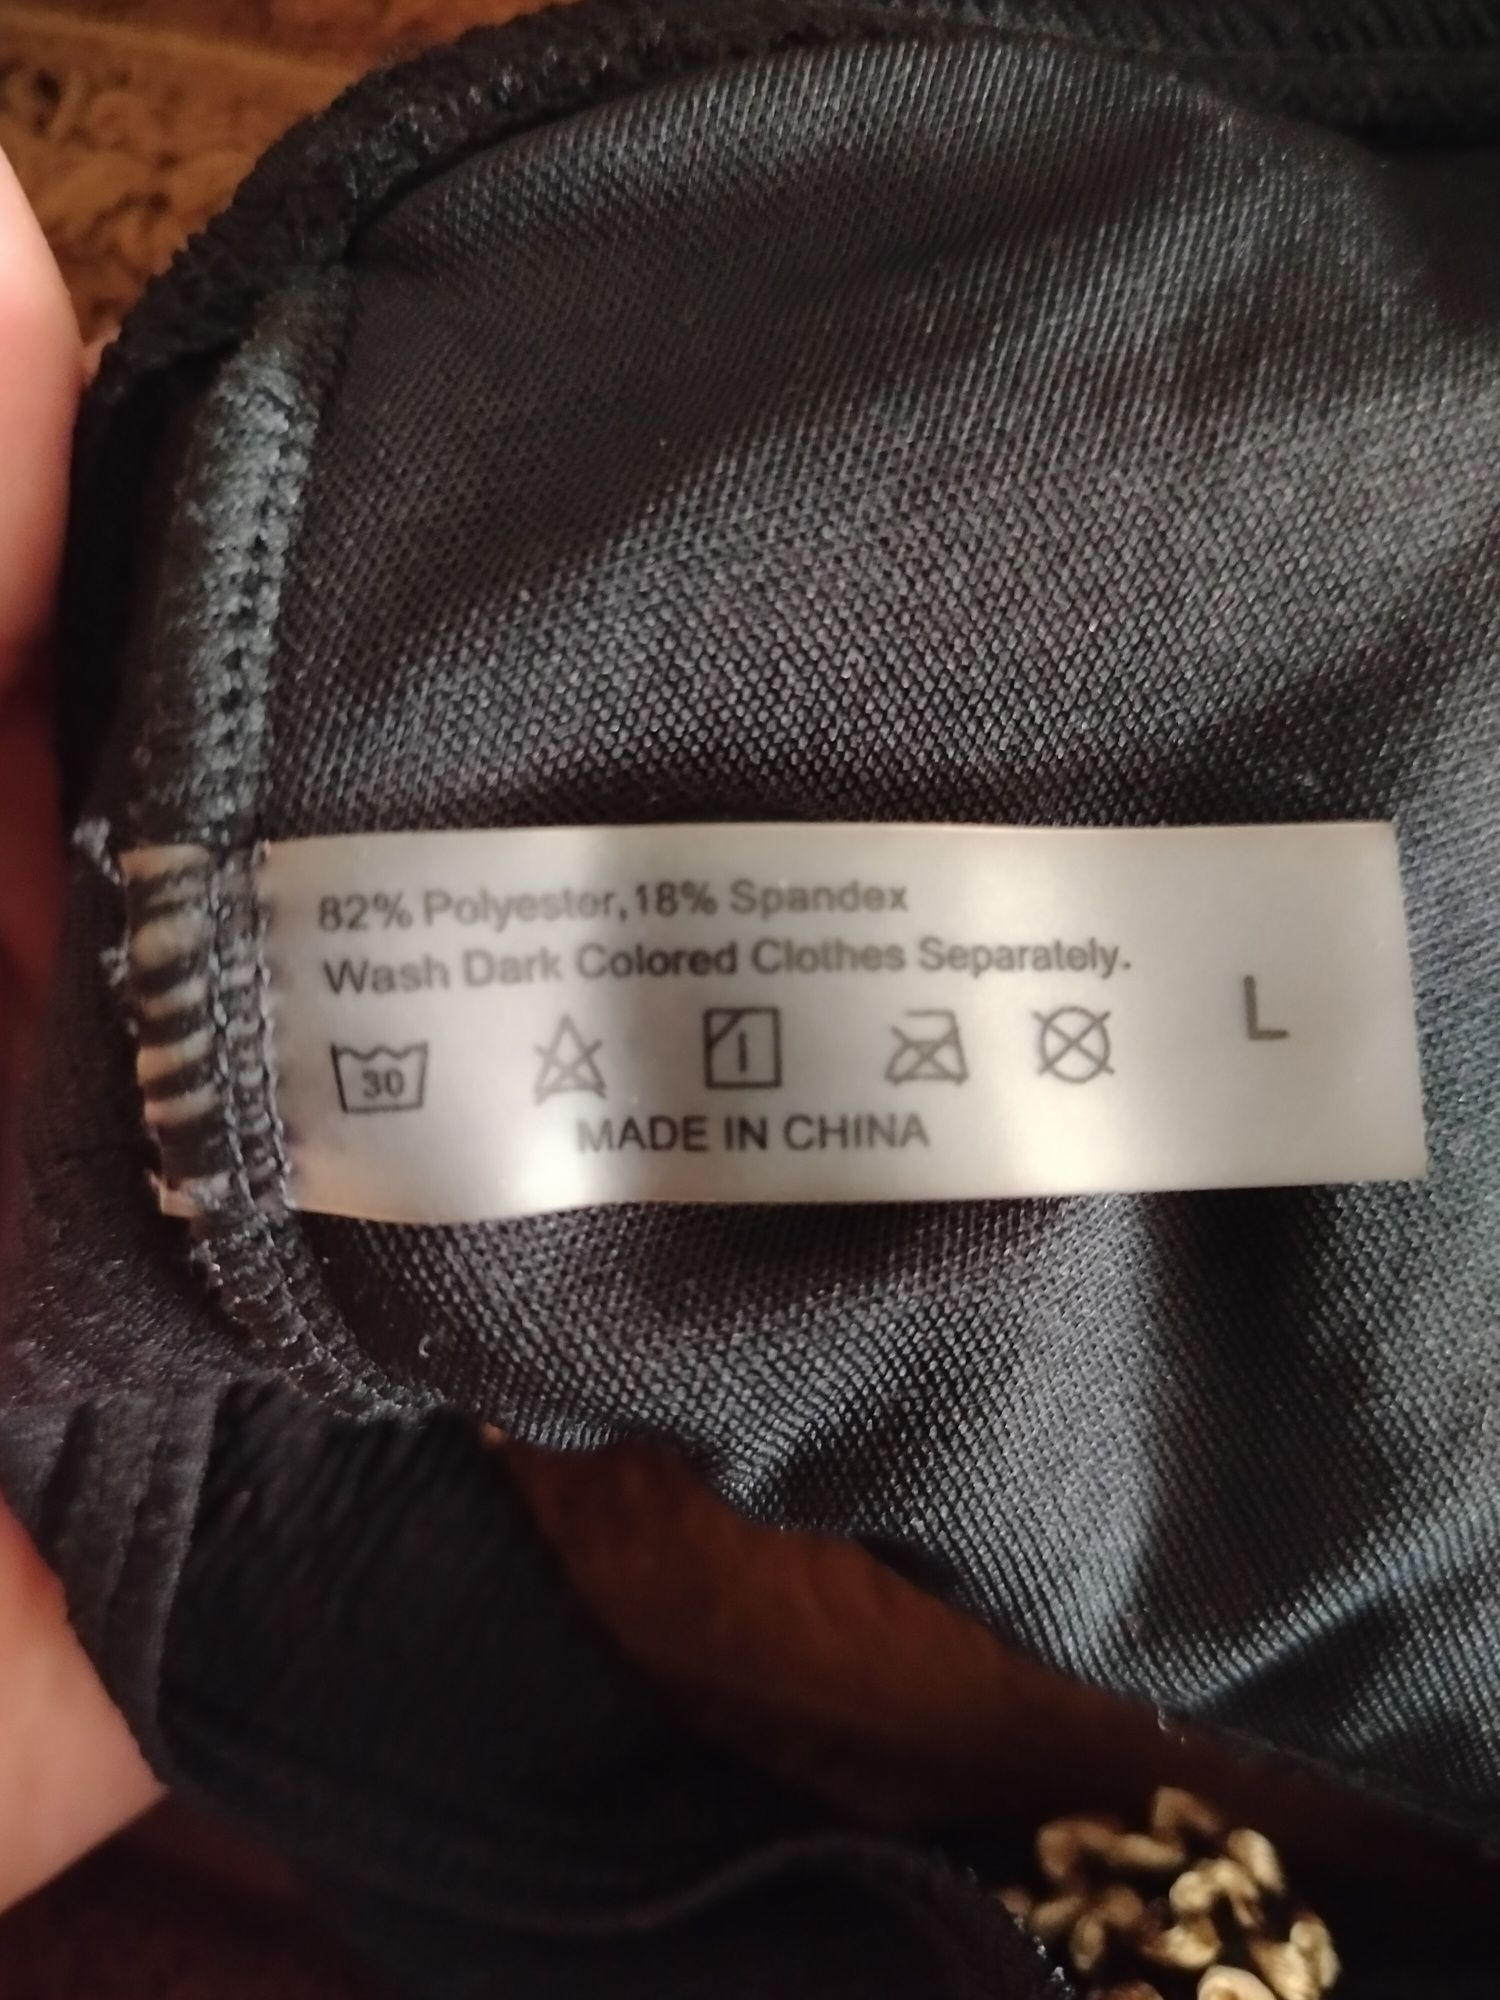 82% Polyester,18% Spandex
Wash Dark Colored Clothes Separately.
30
L
MADE IN CHINA